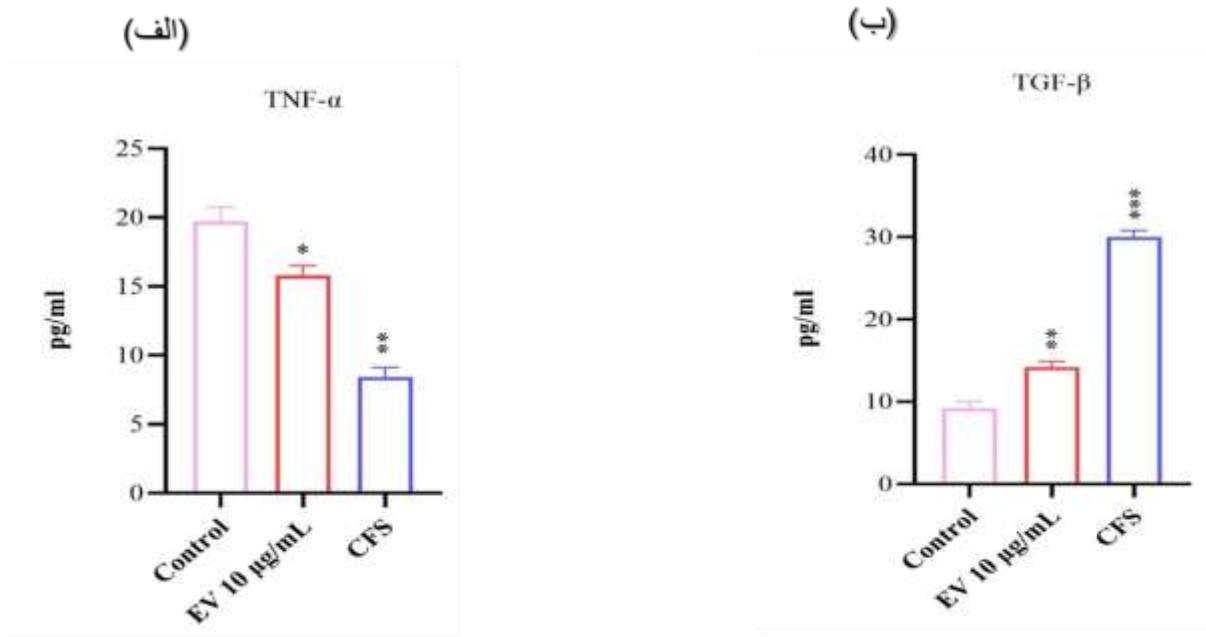 (الف)
TNF-α
25
20
15
10
5
0
pg/ml
*
**
Control
EV 10 µg/mL
CFS
(ب)
TGF-β
40
30
20
10
0
pg/ml
**
***
Control
EV 10 µg/mL
CFS